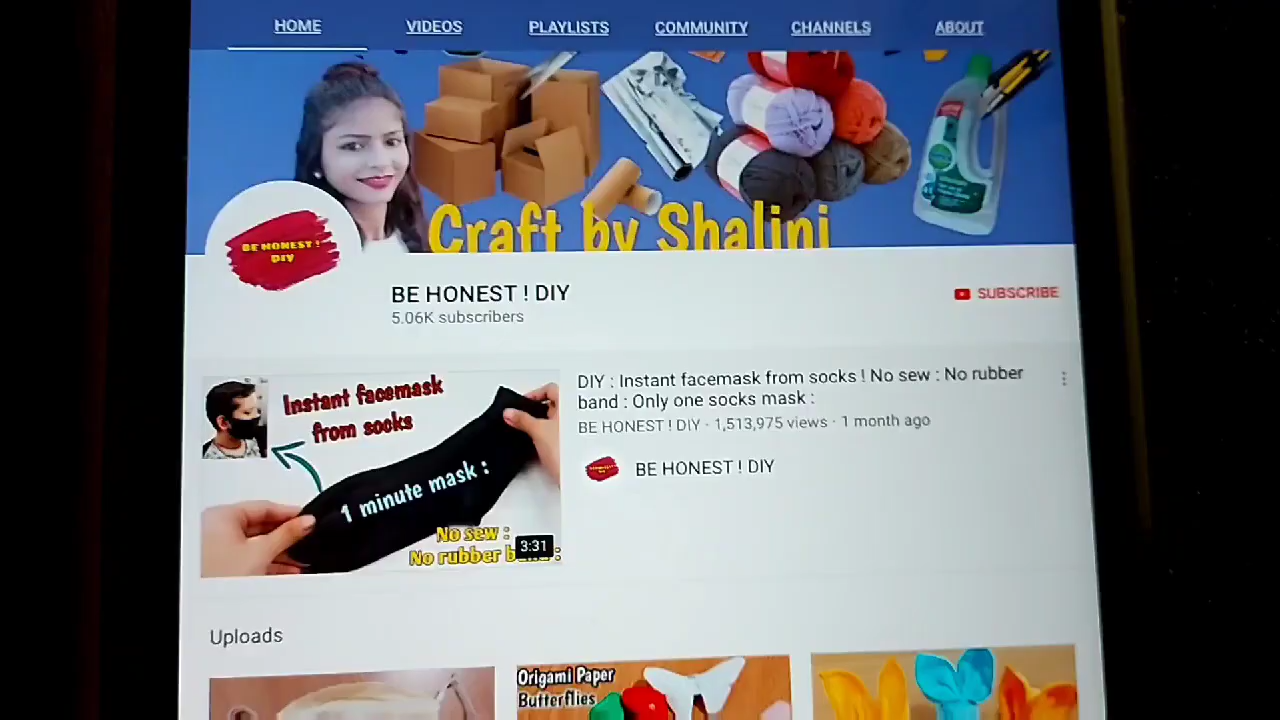 HOME VIDEOS PLAYLISTS COMMUNITY CHANNELS ABOUT
Craft by Shalini
BE HONEST !
DIY
BE HONEST ! DIY
5.06K subscribers
SUBSCRIBE
Instant facemask
from socks
1 minute mask :
No sew :
No rubber b
3:31
DIY : Instant facemask from socks ! No sew : No rubber
band : Only one socks mask :
BE HONEST ! DIY · 1,513,975 views · 1 month ago
BE HONEST ! DIY
Uploads
Origami Paper
Butterflies